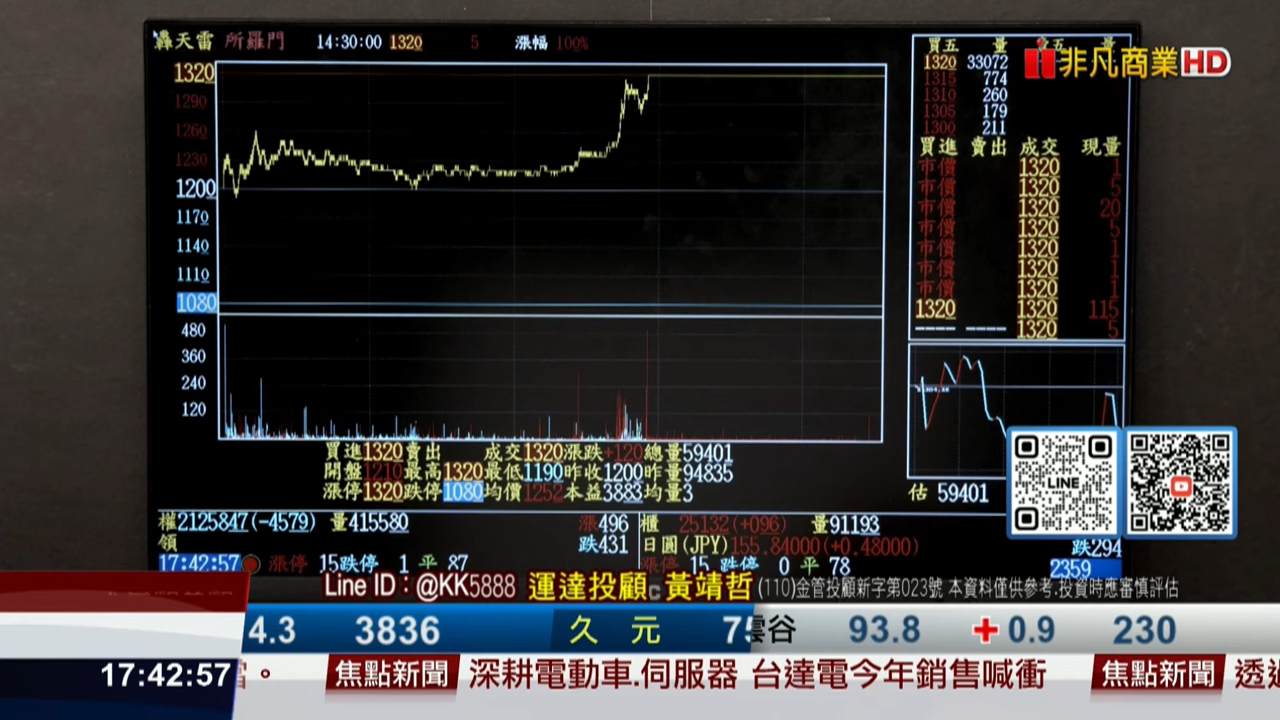 轟天雷 所羅門 14:30:00 1320 5 漲幅 100%
買五 量 賣五 量
非凡商業HD
1320 33072
1315 774
1310 260
1305 179
1300 211
1320
1290
1260
1230
1200
1170
1140
1110
1080
480
360
240
120
買進 賣出 成交 現量
市價 1320 1
市價 1320 5
市價 1320 20
市價 1320 5
市價 1320 1
市價 1320 1
市價 1320 1
1320 1320 115
---- ---- 1320 5
買進1320賣出 成交1320漲跌+120總量59401
開盤1210最高1320最低1190昨收1200昨量94835
漲停1320跌停1080均價1252本益3883均量3
估 59401
LINE
權2125847(-4579) 量415580 漲496 櫃 25132(+096) 量91193
領 跌431 日圓(JPY)155.84000(+0.48000) 跌294
17:42:57 漲停 15跌停 1 平 87 漲停 15 跌停 0 平 78 2359
Line ID：@KK5888 運達投顧 黃靖哲 (110)金管投顧新字第023號 本資料僅供參考.投資時應審慎評估
4.3 3836 久元 75 雲谷 93.8 +0.9 230
17:42:57 。 焦點新聞 深耕電動車.伺服器 台達電今年銷售喊衝 焦點新聞 透